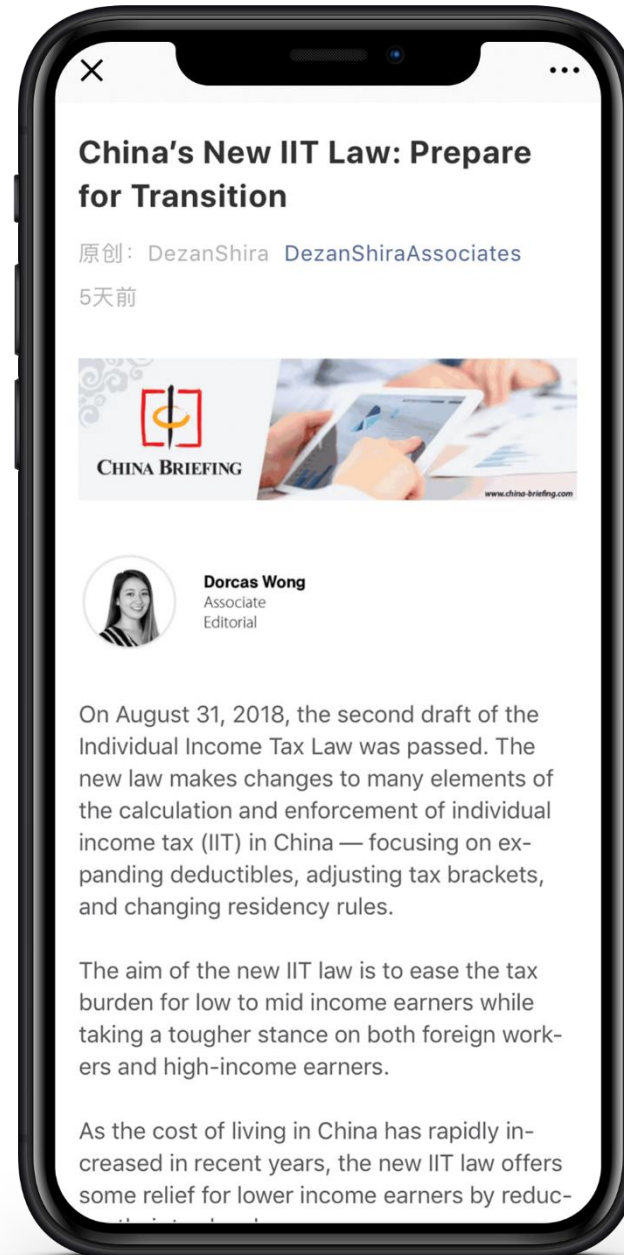 China's New IIT Law: Prepare
for Transition
原创: DezanShira DezanShiraAssociates
5天前
CHINA BRIEFING
www.china-briefing.com
Dorcas Wong
Associate
Editorial
On August 31, 2018, the second draft of the
Individual Income Tax Law was passed. The
new law makes changes to many elements of
the calculation and enforcement of individual
income tax (IIT) in China — focusing on ex-
panding deductibles, adjusting tax brackets,
and changing residency rules.
The aim of the new IIT law is to ease the tax
burden for low to mid income earners while
taking a tougher stance on both foreign work-
ers and high-income earners.
As the cost of living in China has rapidly in-
creased in recent years, the new IIT law offers
some relief for lower income earners by reduc-